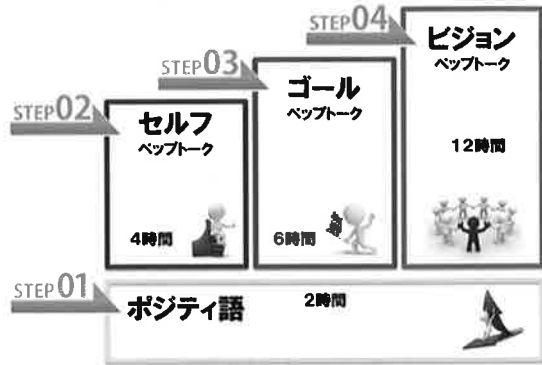 STEP04
ビジョン
ペップトーク
12時間
STEP03
ゴール
ペップトーク
6時間
STEP02
セルフ
ペップトーク
4時間
STEP01
ポジティ語
2時間